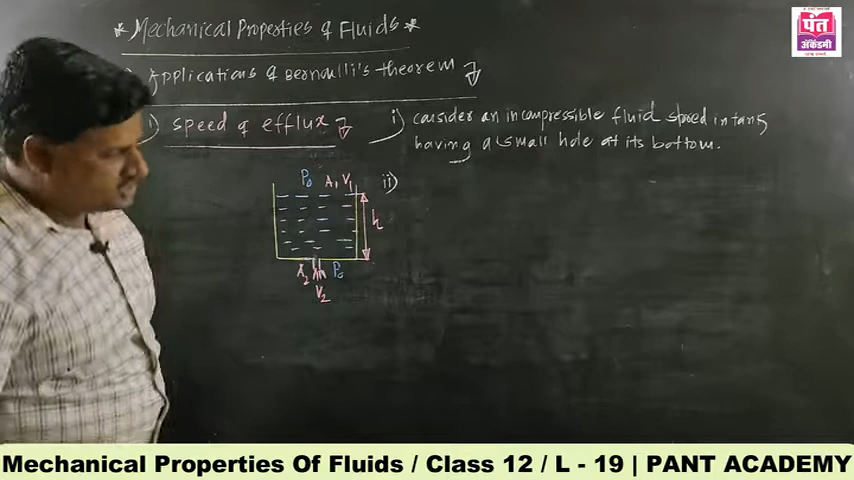 * Mechanical Properties of Fluids *
Applications of Bernoulli's theorem
1) Speed of efflux
i) consider an incompressible fluid stored in tank
having a small hole at its bottom.
ii)
P₀ A₁ V₁
h
A₂ P₀
V₂
पंत
अ‍ॅकॅडमी
Mechanical Properties Of Fluids / Class 12 / L - 19 | PANT ACADEMY